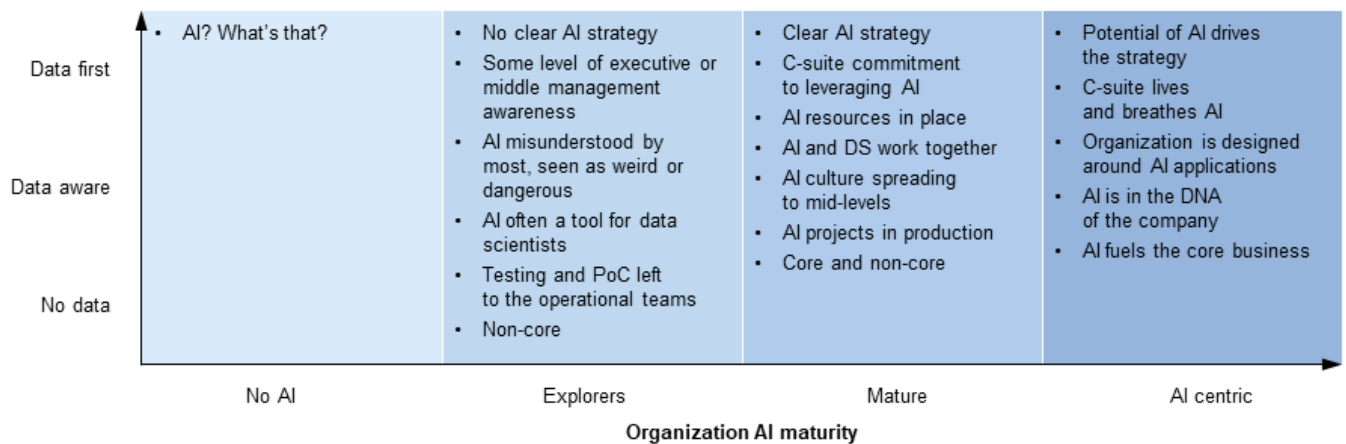 Data first
Data aware
No data
• AI? What's that?
• No clear AI strategy
• Some level of executive or
middle management
awareness
• AI misunderstood by
most, seen as weird or
dangerous
• AI often a tool for data
scientists
• Testing and PoC left
to the operational teams
• Non-core
• Clear AI strategy
• C-suite commitment
to leveraging AI
• AI resources in place
• AI and DS work together
• AI culture spreading
to mid-levels
• AI projects in production
• Core and non-core
• Potential of AI drives
the strategy
• C-suite lives
and breathes AI
• Organization is designed
around AI applications
• AI is in the DNA
of the company
• AI fuels the core business
No AI
Explorers
Mature
AI centric
Organization AI maturity